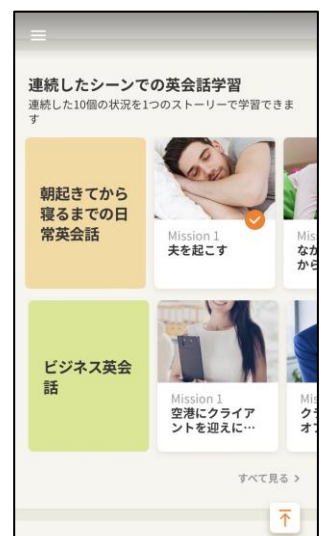 連続したシーンでの英会話学習
連続した10個の状況を1つのストーリーで学習できま
す
朝起きてから
寝るまでの日
常英会話
Mission 1
夫を起こす
なか
から
ビジネス英会
話
Mission 1
空港にクライア
ントを迎えに…
すべて見る